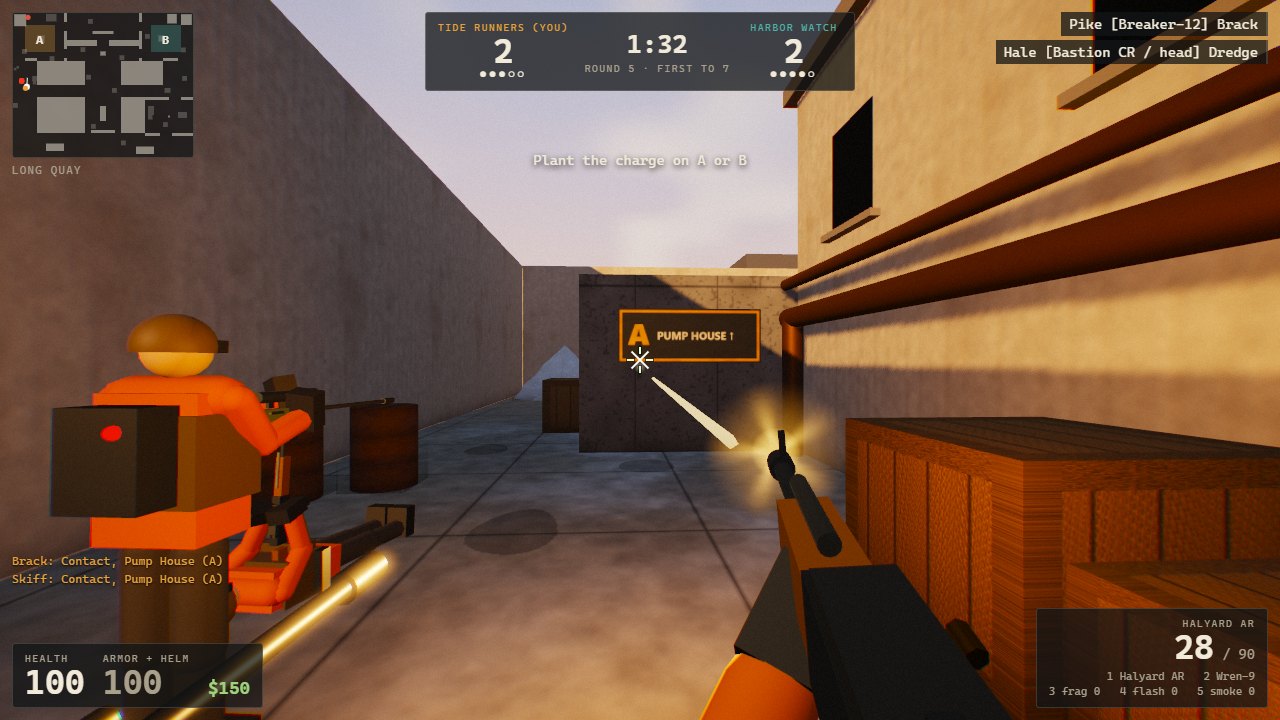 A
B
LONG QUAY
TIDE RUNNERS (YOU)
2
1:32
ROUND 5 · FIRST TO 7
HARBOR WATCH
2
Pike [Breaker-12] Brack
Hale [Bastion CR / head] Dredge
Plant the charge on A or B
A PUMP HOUSE ↑
Brack: Contact, Pump House (A)
Skiff: Contact, Pump House (A)
HEALTH
100
ARMOR + HELM
100
$150
HALYARD AR
28 / 90
1 Halyard AR 2 Wren-9
3 frag 0 4 flash 0 5 smoke 0